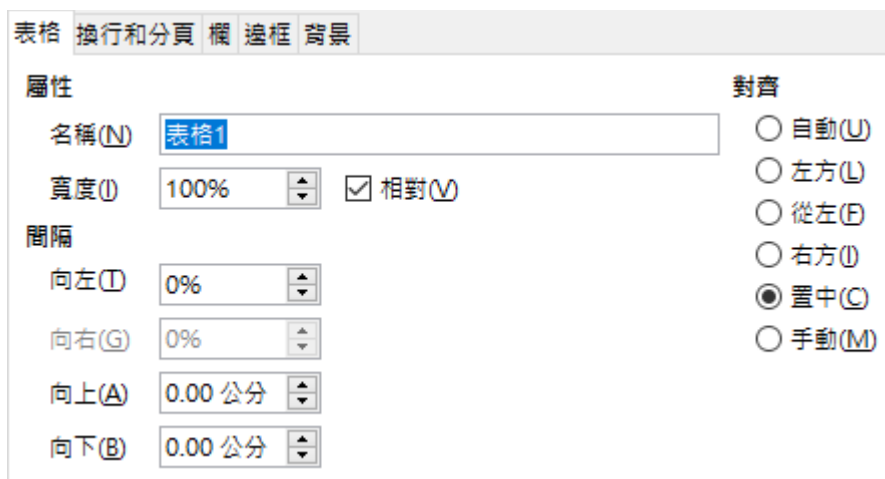 表格 換行和分頁 欄 邊框 背景
屬性
名稱(N) 表格1
寬度(I) 100% 相對(V)
間隔
向左(T) 0%
向右(G) 0%
向上(A) 0.00 公分
向下(B) 0.00 公分
對齊
自動(U)
左方(L)
從左(F)
右方(I)
置中(C)
手動(M)